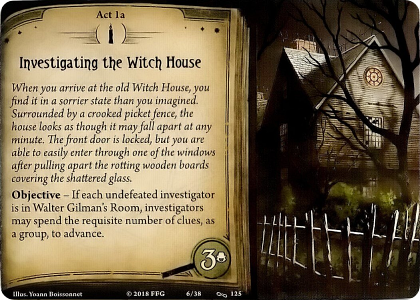 Act 1a
Investigating the Witch House
When you arrive at the old Witch House, you
find it in a sorrier state than you imagined.
Surrounded by a crooked picket fence, the
house looks as though it may fall apart at any
minute. The front door is locked, but you are
able to easily enter through one of the windows
after pulling apart the rotting wooden boards
covering the shattered glass.
Objective – If each undefeated investigator
is in Walter Gilman's Room, investigators
may spend the requisite number of clues, as
a group, to advance.
3
Illus. Yoann Boissonnet
© 2018 FFG
6/38
125